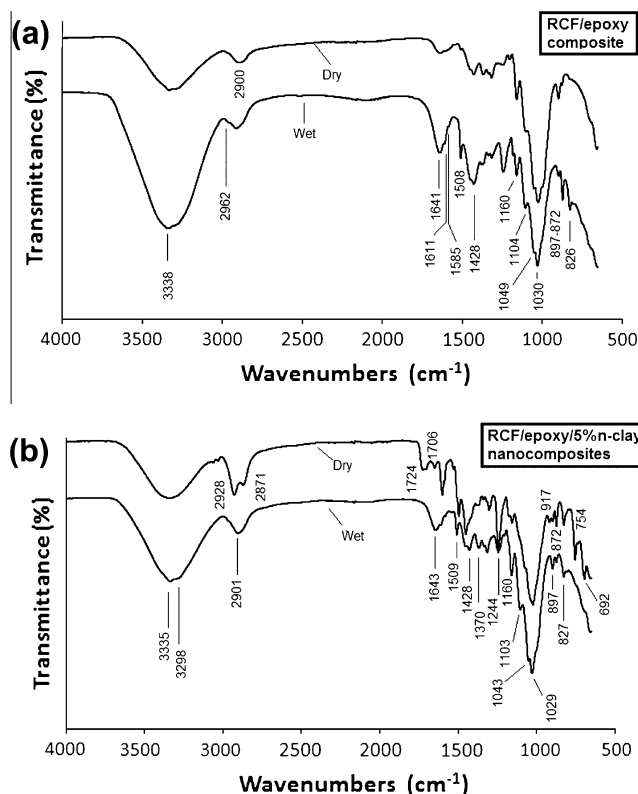 (a)
RCF/epoxy
composite
Transmittance (%)
2900
Dry
Wet
2962
3338
1641
1611
1585
1508
1428
1160
1104
1049
1030
897-872
826
4000 3500 3000 2500 2000 1500 1000 500
Wavenumbers (cm-1)
(b)
RCF/epoxy/5%n-clay
nanocomposites
Transmittance (%)
2928
2871
Dry
1724
1706
917
872
754
692
Wet
2901
3335
3298
1643
1509
1428
1370
1244
1160
1103
1043
1029
897
827
4000 3500 3000 2500 2000 1500 1000 500
Wavenumbers (cm-1)